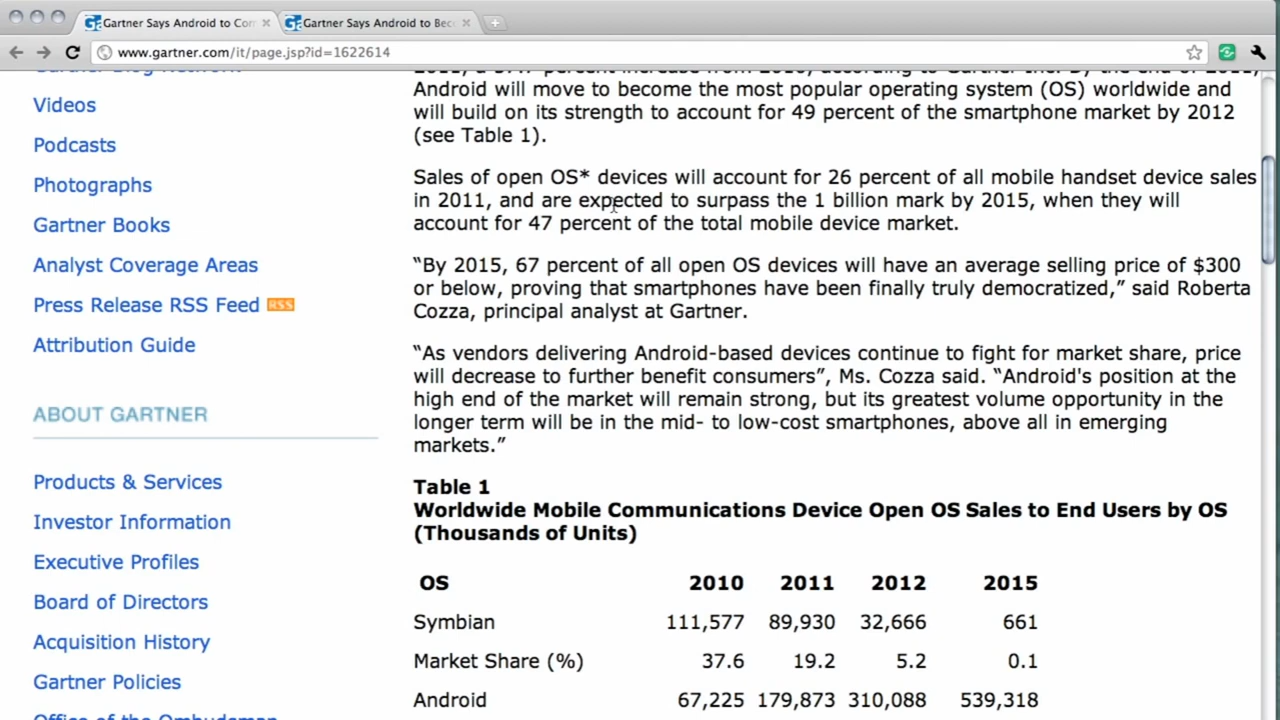 Gartner Says Android to Com
Gartner Says Android to Bec
www.gartner.com/it/page.jsp?id=1622614
Videos
Podcasts
Photographs
Gartner Books
Analyst Coverage Areas
Press Release RSS Feed RSS
Attribution Guide
ABOUT GARTNER
Products & Services
Investor Information
Executive Profiles
Board of Directors
Acquisition History
Gartner Policies
Office of the Ombudsman
Android will move to become the most popular operating system (OS) worldwide and
will build on its strength to account for 49 percent of the smartphone market by 2012
(see Table 1).
Sales of open OS* devices will account for 26 percent of all mobile handset device sales
in 2011, and are expected to surpass the 1 billion mark by 2015, when they will
account for 47 percent of the total mobile device market.
“By 2015, 67 percent of all open OS devices will have an average selling price of $300
or below, proving that smartphones have been finally truly democratized,” said Roberta
Cozza, principal analyst at Gartner.
“As vendors delivering Android-based devices continue to fight for market share, price
will decrease to further benefit consumers”, Ms. Cozza said. “Android's position at the
high end of the market will remain strong, but its greatest volume opportunity in the
longer term will be in the mid- to low-cost smartphones, above all in emerging
markets.”
Table 1
Worldwide Mobile Communications Device Open OS Sales to End Users by OS
(Thousands of Units)
OS 2010 2011 2012 2015
Symbian 111,577 89,930 32,666 661
Market Share (%) 37.6 19.2 5.2 0.1
Android 67,225 179,873 310,088 539,318